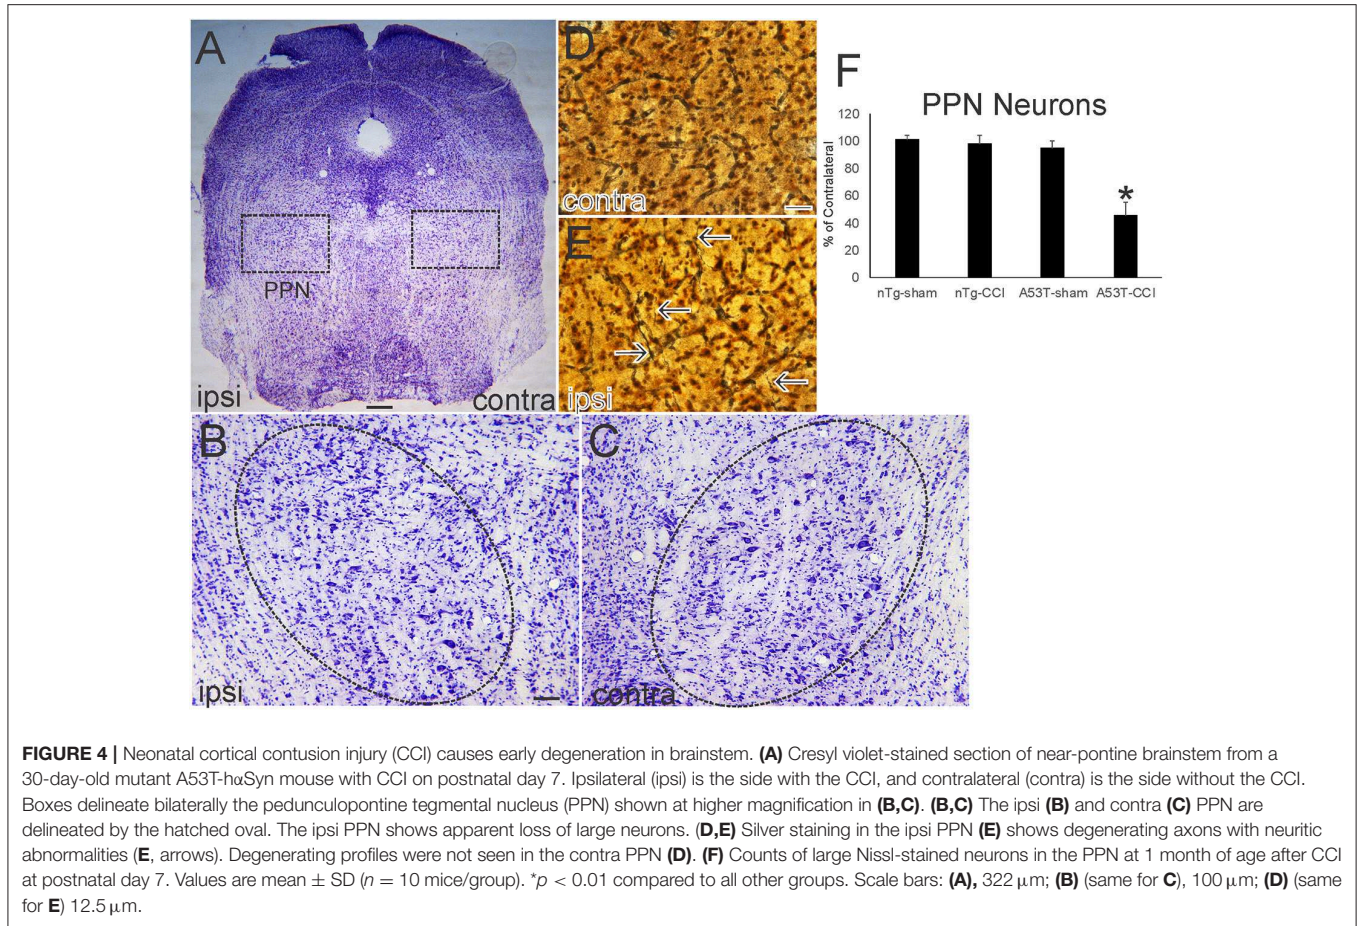 A
PPN
ipsi
contra
D
contra
E
ipsi
F
PPN Neurons
% of Contralateral
120
100
80
60
40
20
0
*
nTg-sham nTg-CCI A53T-sham A53T-CCI
B
ipsi
C
contra
FIGURE 4 | Neonatal cortical contusion injury (CCI) causes early degeneration in brainstem. (A) Cresyl violet-stained section of near-pontine brainstem from a
30-day-old mutant A53T-hαSyn mouse with CCI on postnatal day 7. Ipsilateral (ipsi) is the side with the CCI, and contralateral (contra) is the side without the CCI.
Boxes delineate bilaterally the pedunculopontine tegmental nucleus (PPN) shown at higher magnification in (B,C). (B,C) The ipsi (B) and contra (C) PPN are
delineated by the hatched oval. The ipsi PPN shows apparent loss of large neurons. (D,E) Silver staining in the ipsi PPN (E) shows degenerating axons with neuritic
abnormalities (E, arrows). Degenerating profiles were not seen in the contra PPN (D). (F) Counts of large Nissl-stained neurons in the PPN at 1 month of age after CCI
at postnatal day 7. Values are mean ± SD (n = 10 mice/group). *p < 0.01 compared to all other groups. Scale bars: (A), 322 μm; (B) (same for C), 100 μm; (D) (same
for E) 12.5 μm.